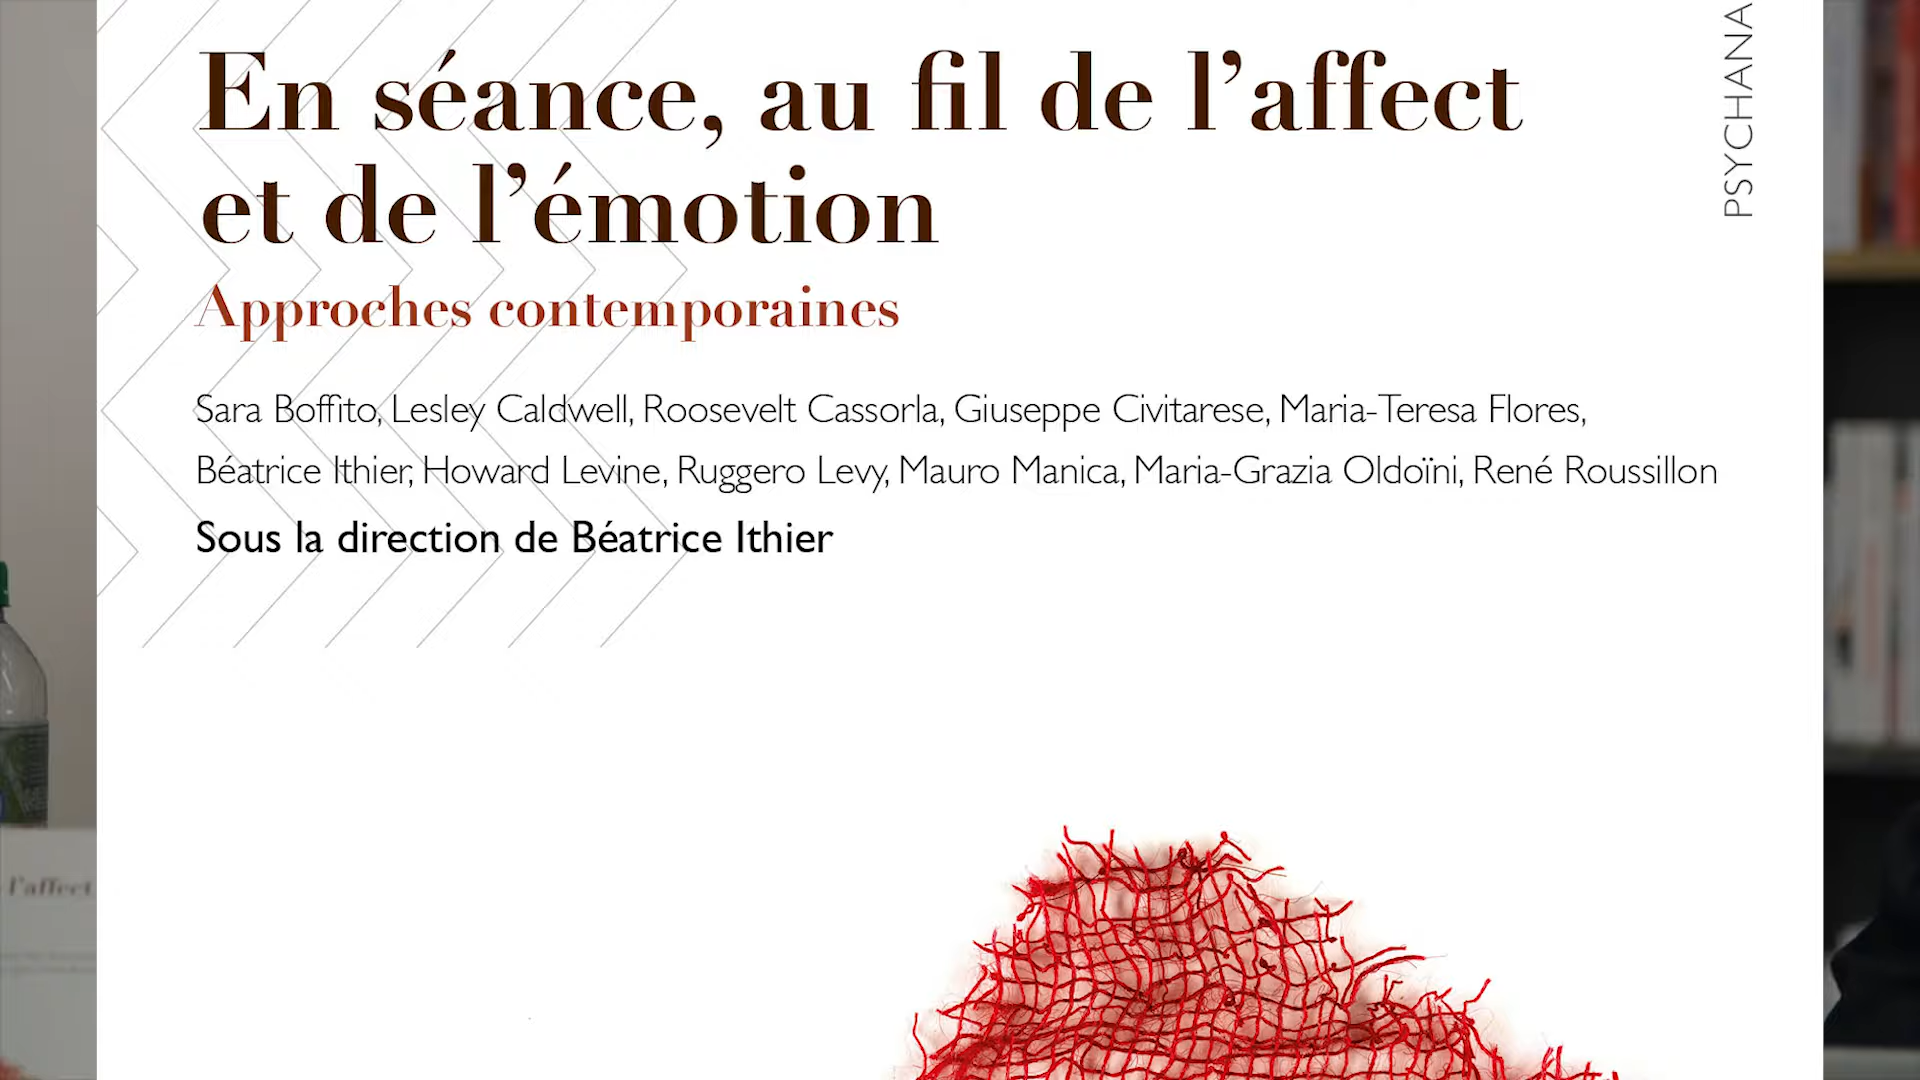 En séance, au fil de l’affect
et de l’émotion
Approches contemporaines
Sara Boffito, Lesley Caldwell, Roosevelt Cassorla, Giuseppe Civitarese, Maria-Teresa Flores,
Béatrice Ithier, Howard Levine, Ruggero Levy, Mauro Manica, Maria-Grazia Oldoïni, René Roussillon
Sous la direction de Béatrice Ithier
PSYCHANA
l’affect